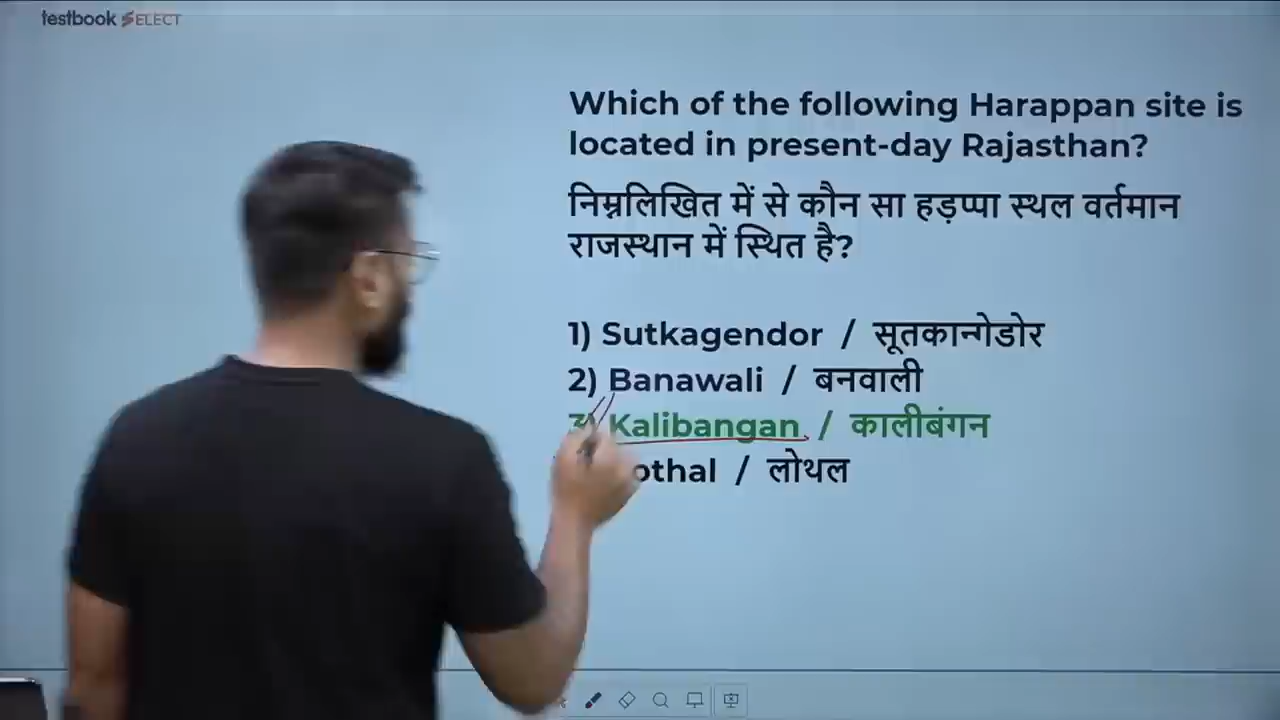 testbook SELECT
Which of the following Harappan site is
located in present-day Rajasthan?
निम्नलिखित में से कौन सा हड़प्पा स्थल वर्तमान
राजस्थान में स्थित है?
1) Sutkagendor / सूतकान्गेडोर
2) Banawali / बनवाली
3) Kalibangan / कालीबंगन
othal / लोथल